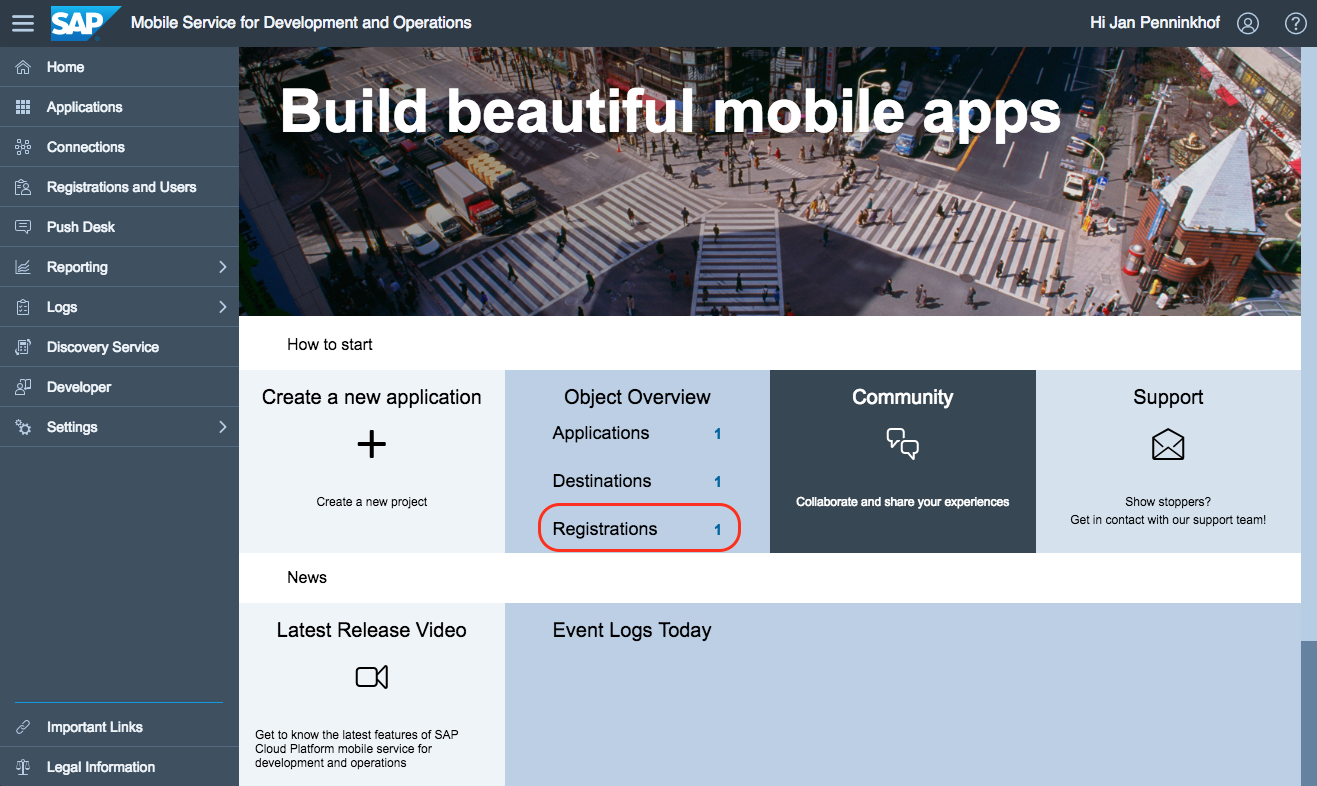 SAP Mobile Service for Development and Operations
Hi Jan Penninkhof
?
Home
Applications
Connections
Registrations and Users
Push Desk
Reporting
Logs
Discovery Service
Developer
Settings
Important Links
Legal Information
Build beautiful mobile apps
How to start
Create a new application
Create a new project
Object Overview
Applications 1
Destinations 1
Registrations 1
Community
Collaborate and share your experiences
Support
Show stoppers?
Get in contact with our support team!
News
Latest Release Video
Get to know the latest features of SAP
Cloud Platform mobile service for
development and operations
Event Logs Today